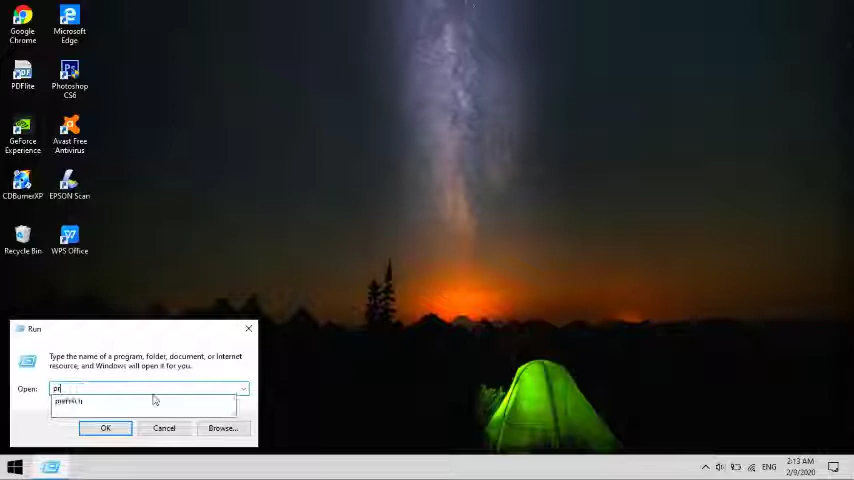 Google
Chrome
Microsoft
Edge
PDFlite
Photoshop
CS6
GeForce
Experience
Avast Free
Antivirus
CDBurnerXP
EPSON Scan
Recycle Bin
WPS Office
Run
Type the name of a program, folder, document, or Internet
resource, and Windows will open it for you.
Open:
pr
OK
Cancel
Browse...
ENG
2:13 AM
2/9/2020